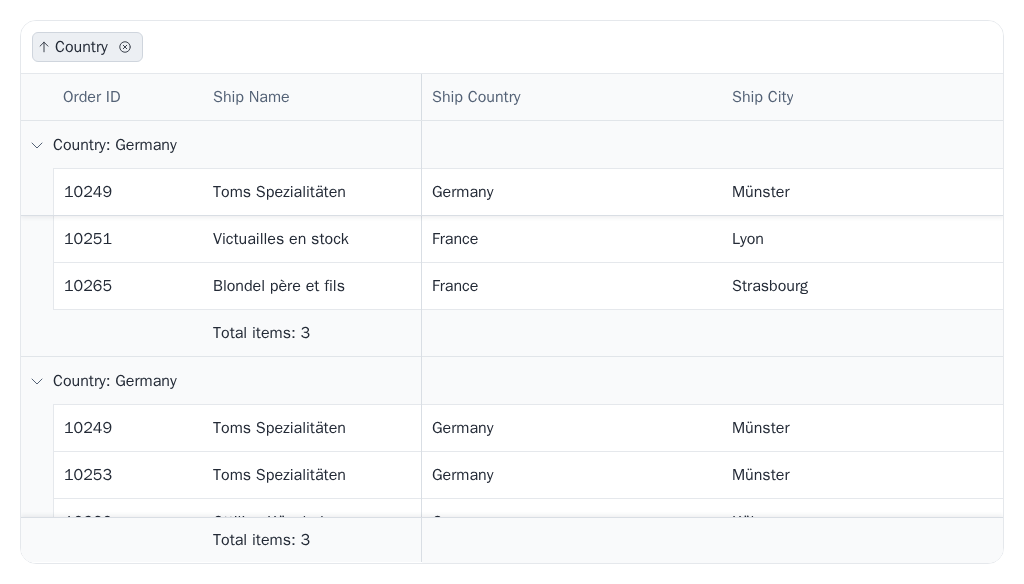 Country
Order ID Ship Name Ship Country Ship City
Country: Germany
10249 Toms Spezialitäten Germany Münster
10251 Victuailles en stock France Lyon
10265 Blondel père et fils France Strasbourg
Total items: 3
Country: Germany
10249 Toms Spezialitäten Germany Münster
10253 Toms Spezialitäten Germany Münster
Total items: 3